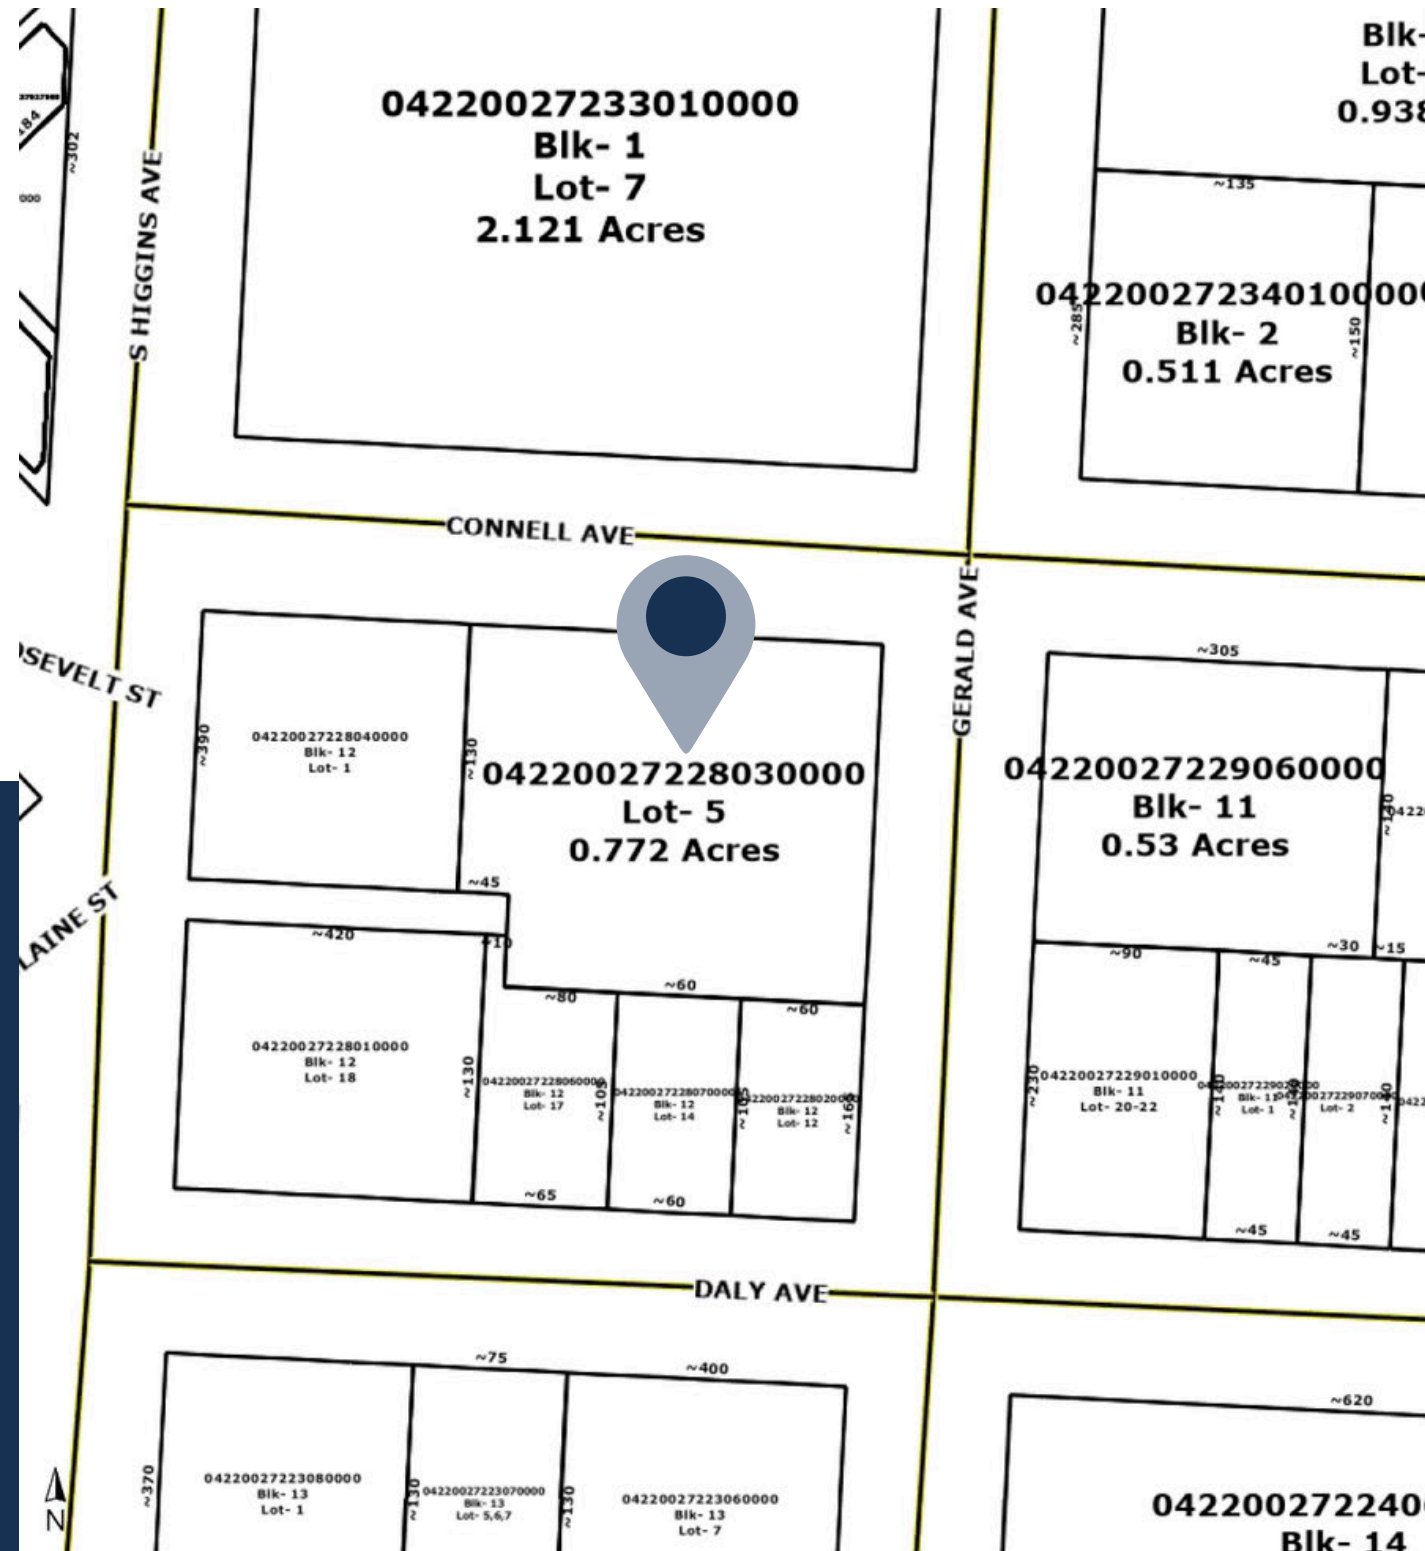 04220027233010000
Blk- 1
Lot- 7
2.121 Acres
~184
~302
S HIGGINS AVE
~135
04220027234010000
Blk- 2
0.511 Acres
~285
~150
CONNELL AVE
GERALD AVE
~390
04220027228040000
Blk- 12
Lot- 1
~130
04220027228030000
Lot- 5
0.772 Acres
~45
~305
04220027229060000
Blk- 11
0.53 Acres
~420
~10
~80
~60
~60
~90
~45
~30
~15
04220027228010000
Blk- 12
Lot- 18
~130
04220027228060000
Blk- 12
Lot- 17
~105
04220027228070000
Blk- 12
Lot- 14
Blk- 12
Lot- 12
~65
~60
~230
04220027229010000
Blk- 11
Lot- 20-22
Lot- 1
Lot- 2
~45
~45
DALY AVE
~75
~400
~620
~370
04220027223080000
Blk- 13
Lot- 1
~130
04220027223070000
Blk- 13
Lot- 5,6,7
~130
04220027223060000
Blk- 13
Lot- 7
Blk- 14
N